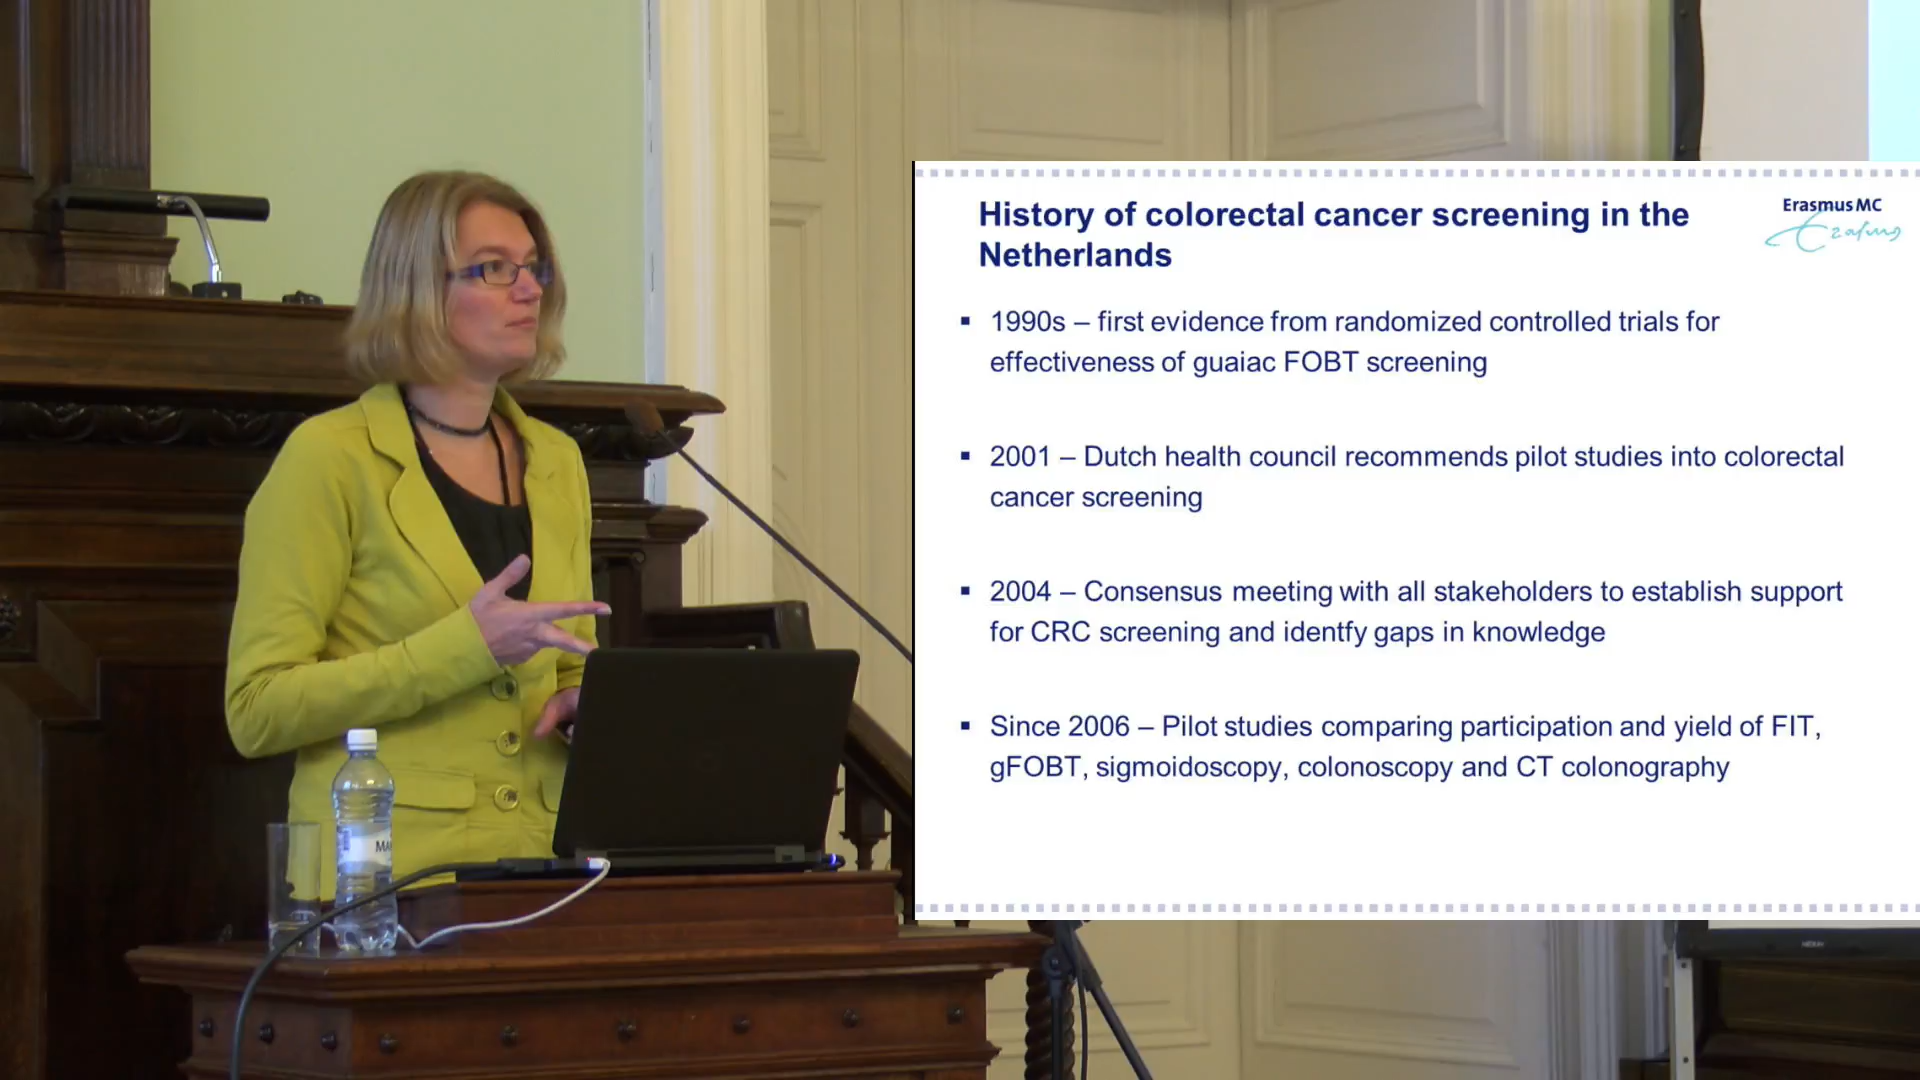 History of colorectal cancer screening in the
Netherlands
Erasmus MC
Erasmus
▪ 1990s – first evidence from randomized controlled trials for
effectiveness of guaiac FOBT screening
▪ 2001 – Dutch health council recommends pilot studies into colorectal
cancer screening
▪ 2004 – Consensus meeting with all stakeholders to establish support
for CRC screening and identfy gaps in knowledge
▪ Since 2006 – Pilot studies comparing participation and yield of FIT,
gFOBT, sigmoidoscopy, colonoscopy and CT colonography